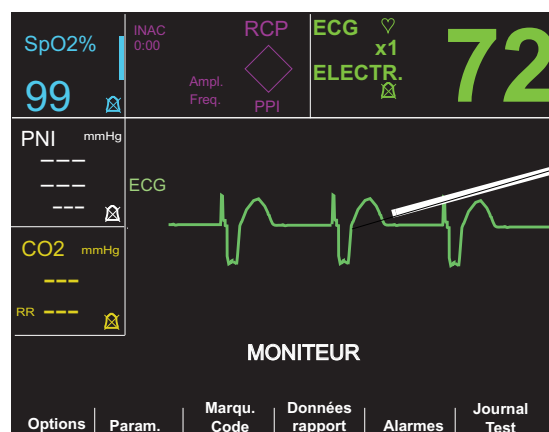 SpO2%
99
INAC
0:00
RCP
Ampl.
Freq.
PPI
ECG
x1
ELECTR.
72
PNI mmHg
---
---
---
ECG
CO2 mmHg
---
RR ---
MONITEUR
Options
Param.
Marqu.
Code
Données
rapport
Alarmes
Journal
Test